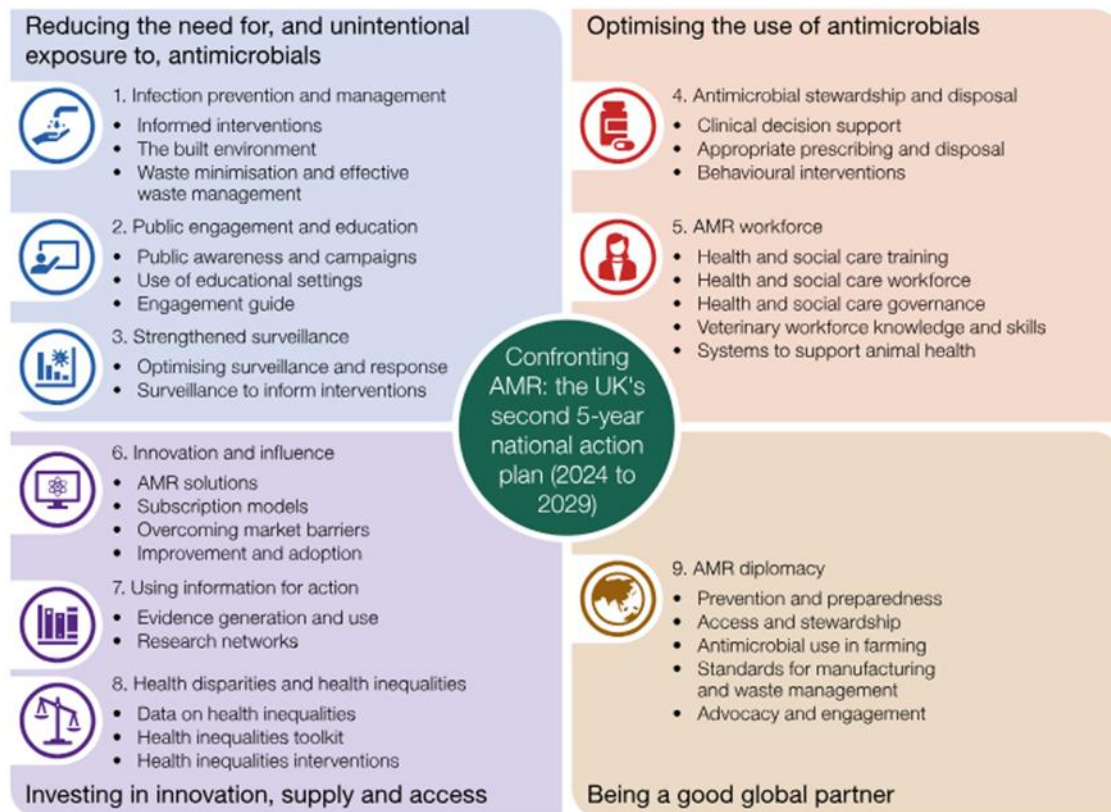 Reducing the need for, and unintentional
exposure to, antimicrobials
1. Infection prevention and management
• Informed interventions
• The built environment
• Waste minimisation and effective
waste management
2. Public engagement and education
• Public awareness and campaigns
• Use of educational settings
• Engagement guide
3. Strengthened surveillance
• Optimising surveillance and response
• Surveillance to inform interventions
Optimising the use of antimicrobials
4. Antimicrobial stewardship and disposal
• Clinical decision support
• Appropriate prescribing and disposal
• Behavioural interventions
5. AMR workforce
• Health and social care training
• Health and social care workforce
• Health and social care governance
• Veterinary workforce knowledge and skills
• Systems to support animal health
Confronting
AMR: the UK's
second 5-year
national action
plan (2024 to
2029)
6. Innovation and influence
• AMR solutions
• Subscription models
• Overcoming market barriers
• Improvement and adoption
7. Using information for action
• Evidence generation and use
• Research networks
8. Health disparities and health inequalities
• Data on health inequalities
• Health inequalities toolkit
• Health inequalities interventions
Investing in innovation, supply and access
9. AMR diplomacy
• Prevention and preparedness
• Access and stewardship
• Antimicrobial use in farming
• Standards for manufacturing
and waste management
• Advocacy and engagement
Being a good global partner